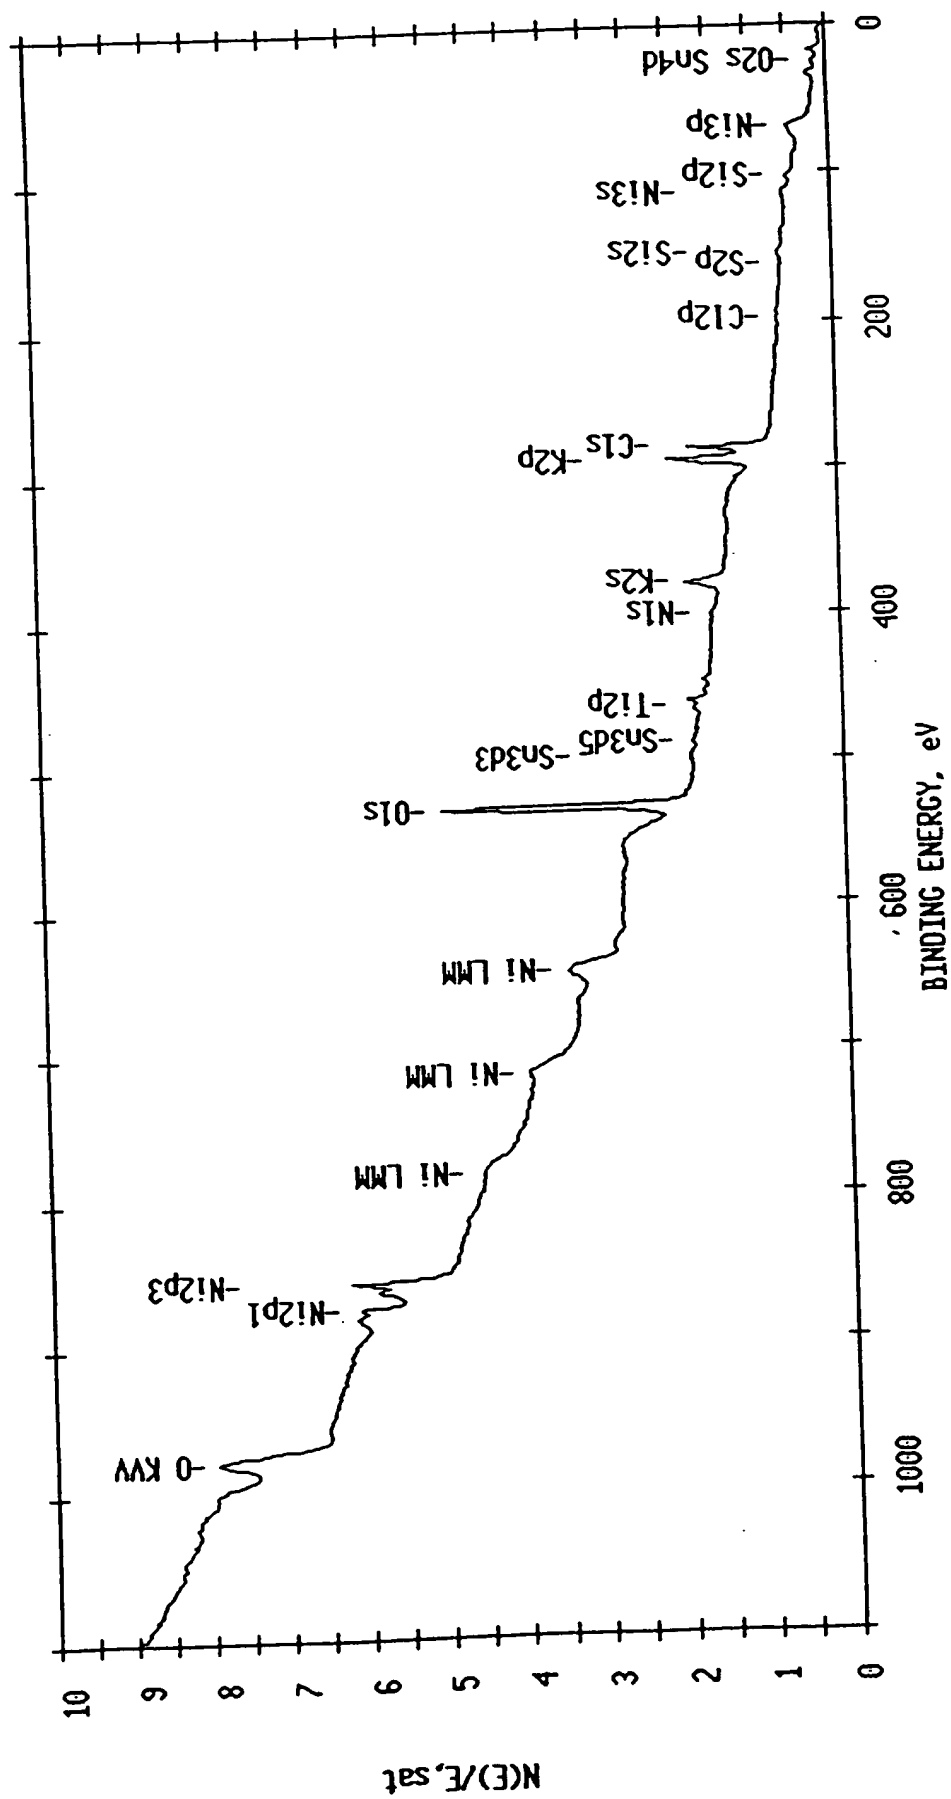 N(E)/E,sat
10
9
8
7
6
5
4
3
2
1
0
-O KVV
-Ni2p3
-Ni2p1
-Ni LMM
-Ni LMM
-Ni LMM
-O1s
-Sn3d3
-Sn3d5
-Ti2p
-N1s
-K2s
-K2p
-C1s
-Cl2p
-S2p
-Si2s
-Ni3s
-Si2p
-Ni3p
-O2s Sn4d
1000
800
600
400
200
0
BINDING ENERGY, eV